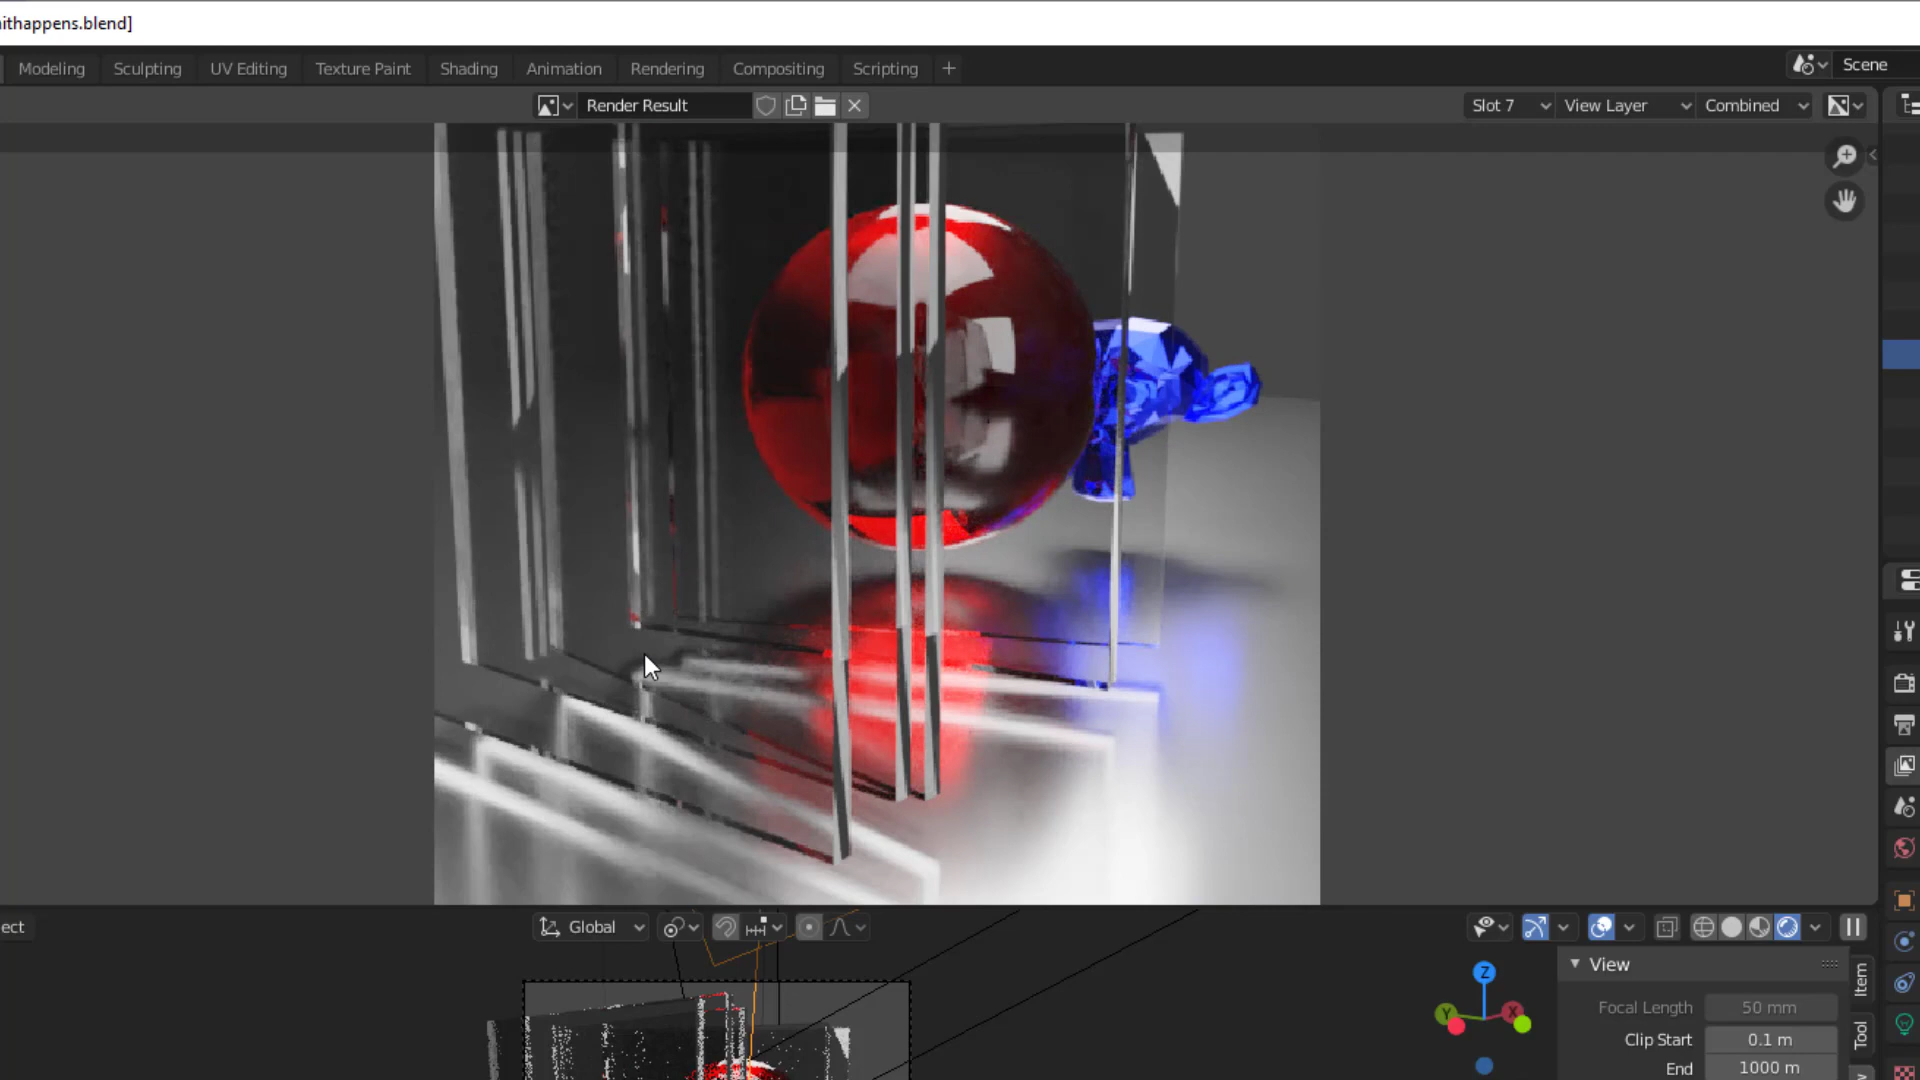 ithappens.blend]
Modeling Sculpting UV Editing Texture Paint Shading Animation Rendering Compositing Scripting + Scene
Render Result Slot 7 View Layer Combined
ect Global
View
Focal Length 50 mm
Clip Start 0.1 m
End 1000 m
Item
Tool
Z
Y
X